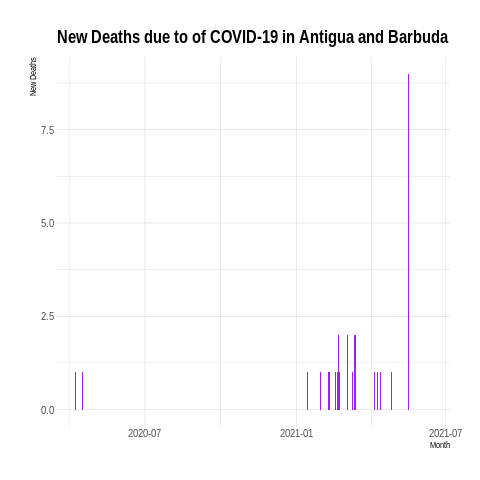 New Deaths due to of COVID-19 in Antigua and Barbuda
New Deaths
7.5
5.0
2.5
0.0
2020-07
2021-01
2021-07
Month